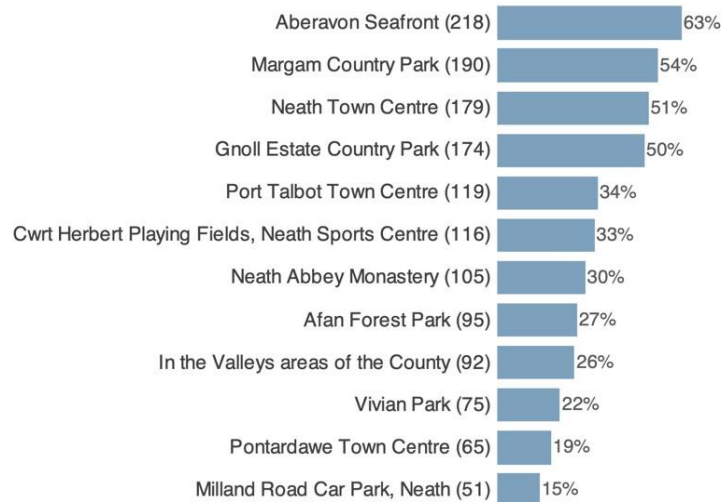 Aberavon Seafront (218) 63%
Margam Country Park (190) 54%
Neath Town Centre (179) 51%
Gnoll Estate Country Park (174) 50%
Port Talbot Town Centre (119) 34%
Cwrt Herbert Playing Fields, Neath Sports Centre (116) 33%
Neath Abbey Monastery (105) 30%
Afan Forest Park (95) 27%
In the Valleys areas of the County (92) 26%
Vivian Park (75) 22%
Pontardawe Town Centre (65) 19%
Milland Road Car Park, Neath (51) 15%